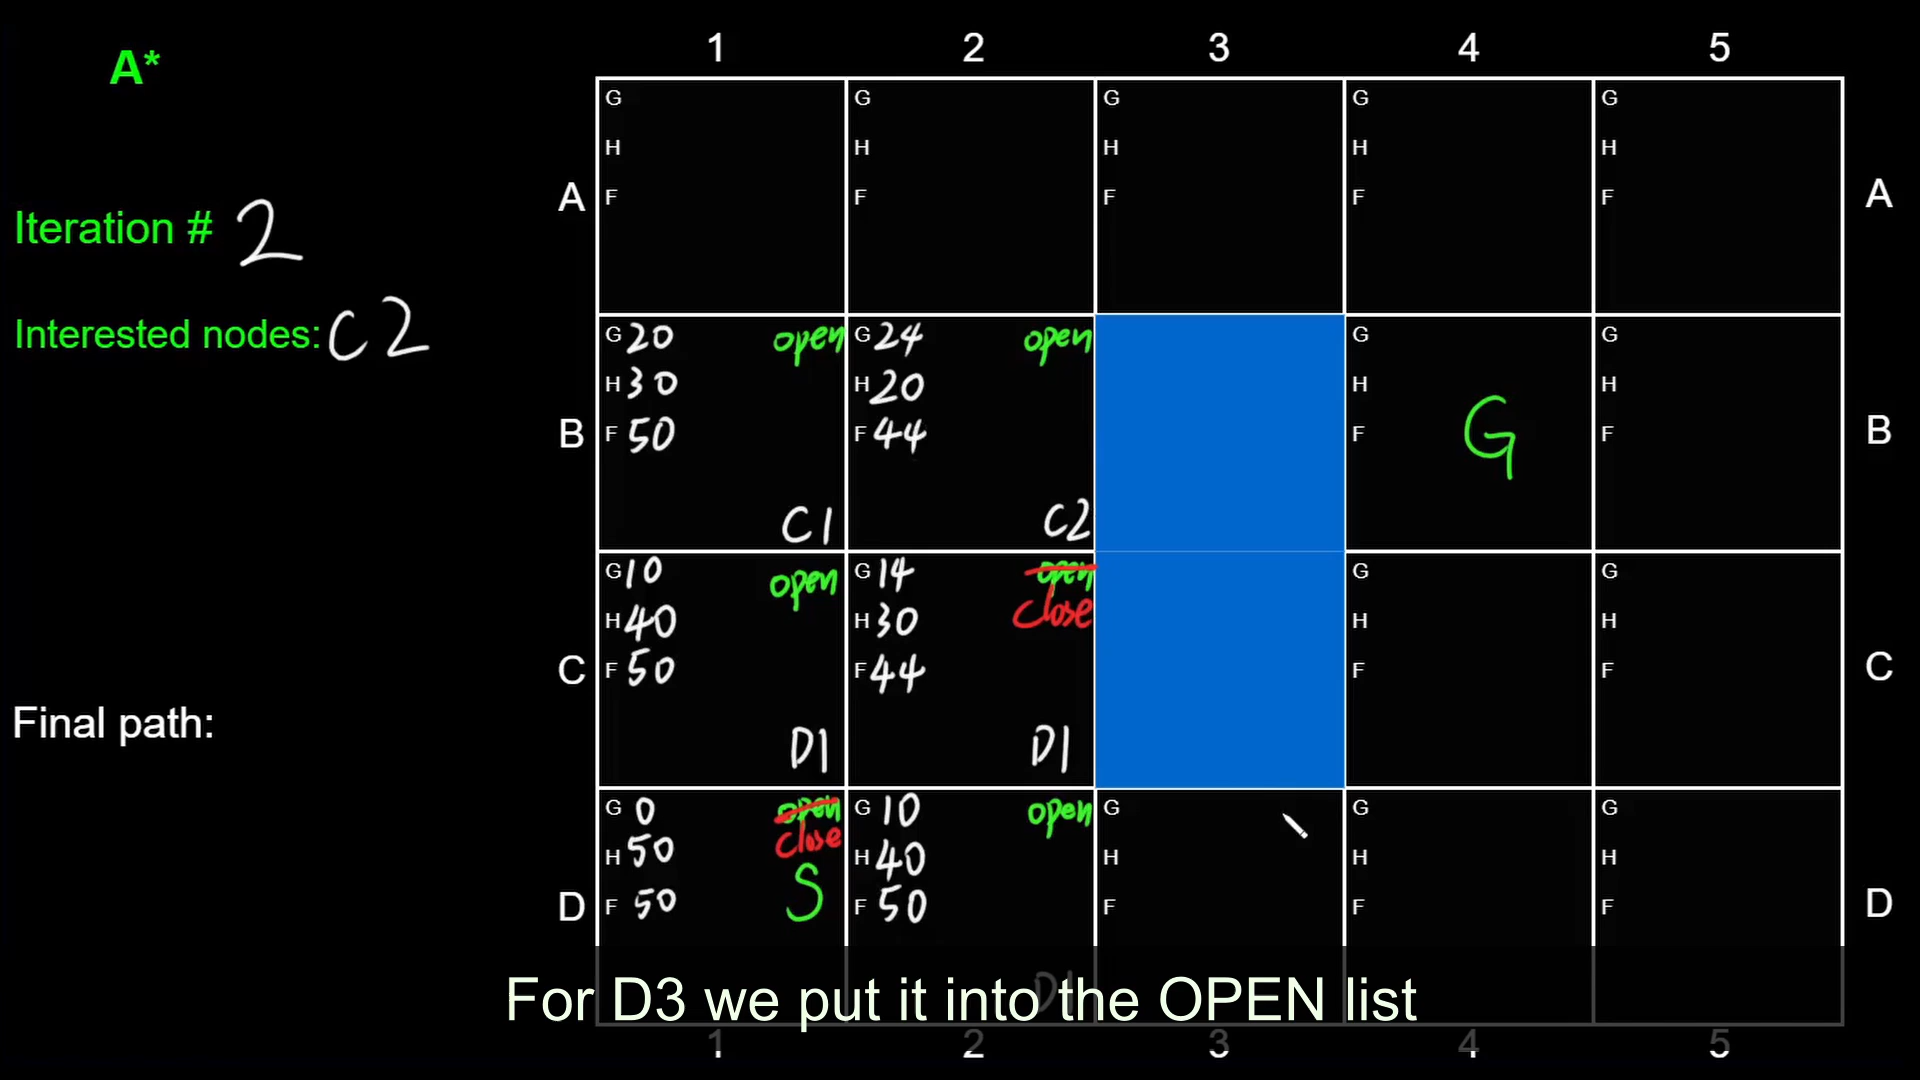 A*
Iteration # 2
Interested nodes: C2
Final path:
1 2 3 4 5
A G G G G G A
H H H H H
F F F F F
B G 20 open G 24 open G G B
H 30 H 20 H H
F 50 F 44 F F
G
C1 C2
C G 10 open G 14 open close G G C
H 40 H 30 H H
F 50 F 44 F F
D1 D1
D G 0 open close G 10 open G G G D
H 50 H 40 H H H
F 50 S F 50 F F F
D1
For D3 we put it into the OPEN list
1 2 3 4 5